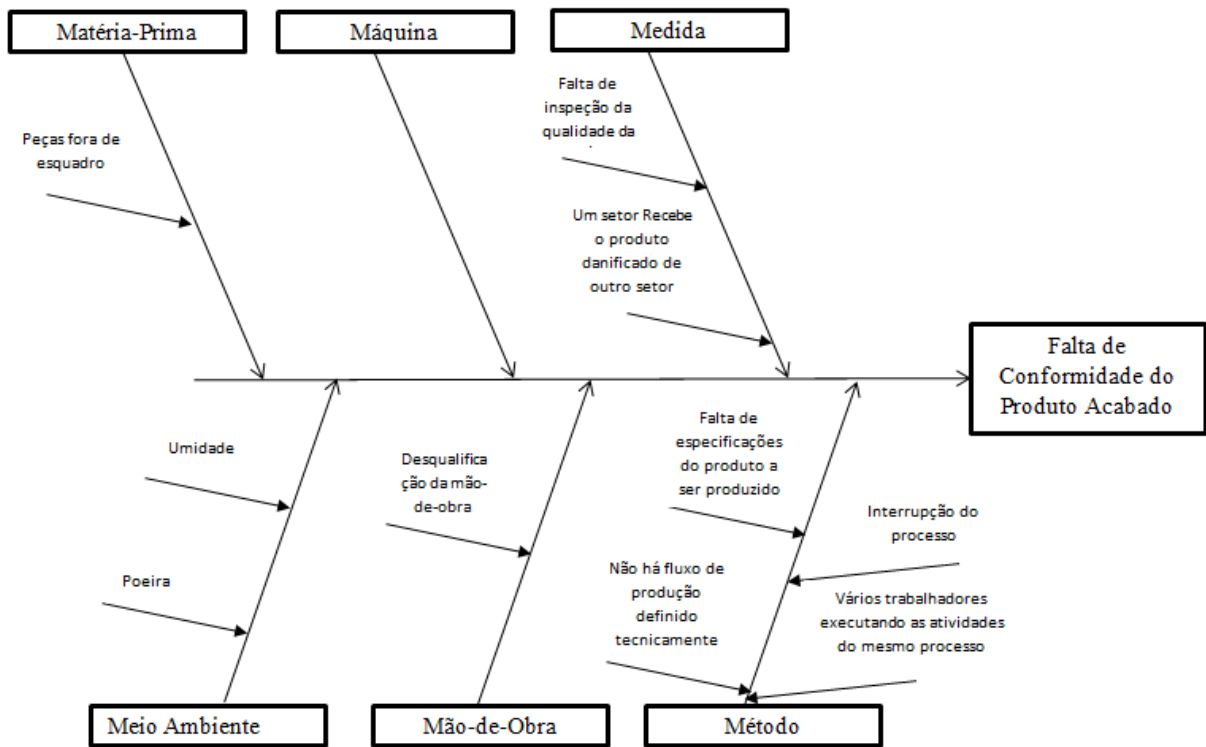 Matéria-Prima
Máquina
Medida
Peças fora de
esquadro
Falta de
inspeção da
qualidade da
Um setor Recebe
o produto
danificado de
outro setor
Falta de
Conformidade do
Produto Acabado
Umidade
Poeira
Desqualifica
ção da mão-
de-obra
Falta de
especificações
do produto a
ser produzido
Não há fluxo de
produção
definido
tecnicamente
Interrupção do
processo
Vários trabalhadores
executando as atividades
do mesmo processo
Meio Ambiente
Mão-de-Obra
Método